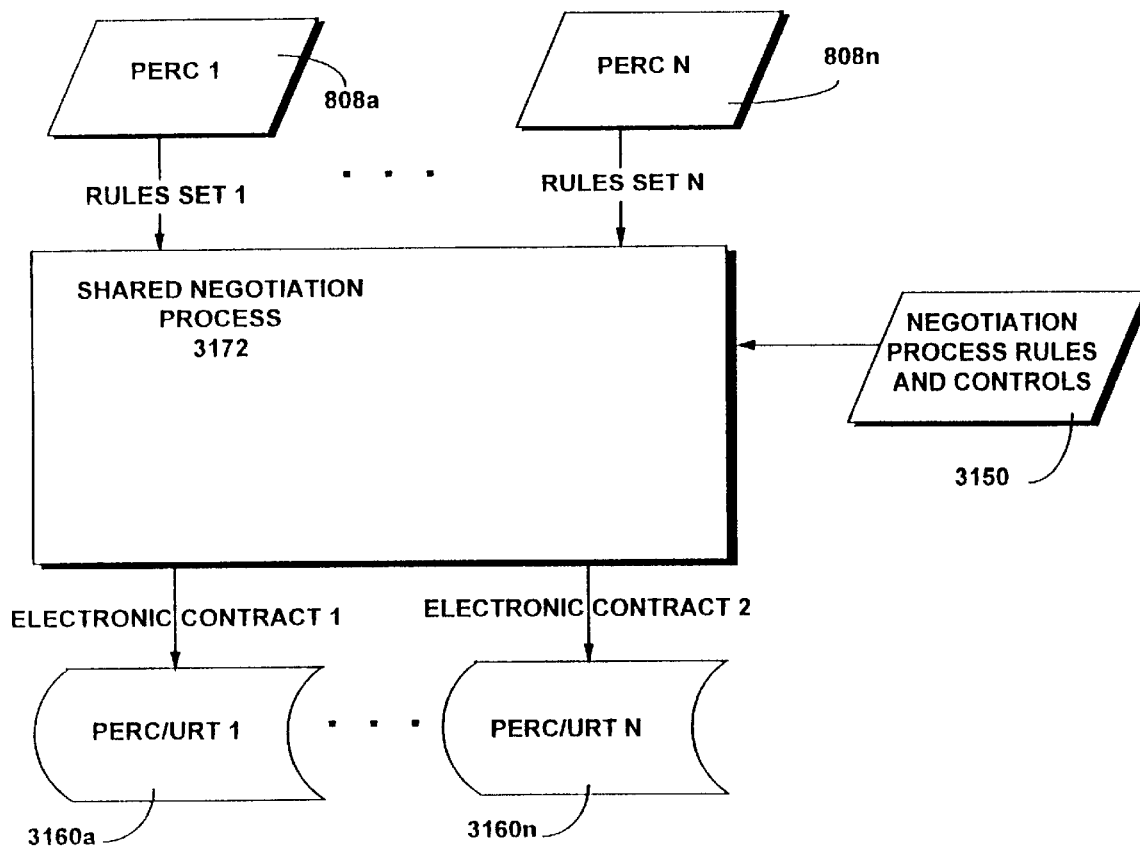 PERC 1
808a
PERC N
808n
RULES SET 1
RULES SET N
SHARED NEGOTIATION
PROCESS
3172
NEGOTIATION
PROCESS RULES
AND CONTROLS
3150
ELECTRONIC CONTRACT 1
ELECTRONIC CONTRACT 2
PERC/URT 1
PERC/URT N
3160a
3160n